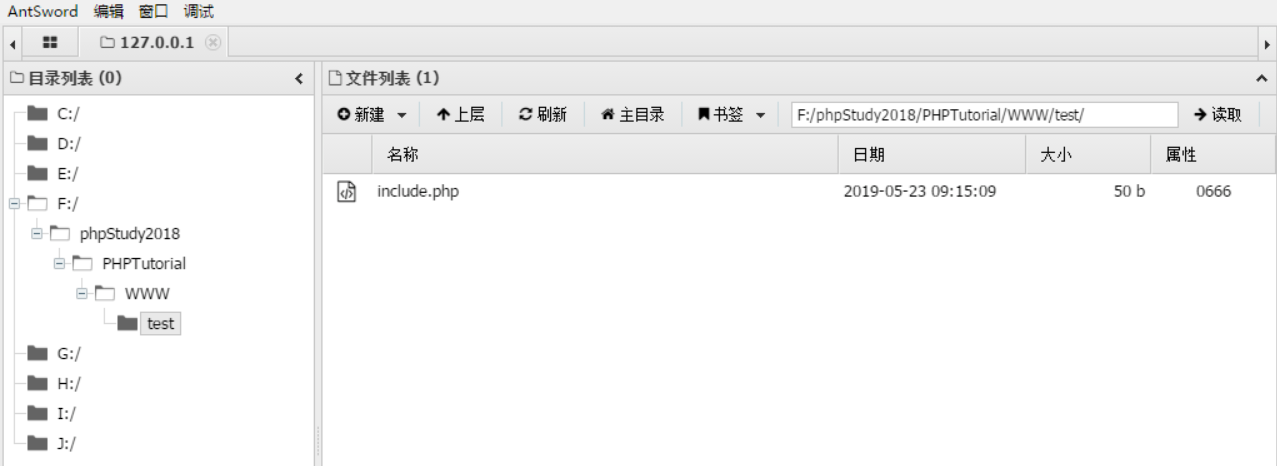 AntSword 编辑 窗口 调试
127.0.0.1
目录列表 (0)
文件列表 (1)
新建 上层 刷新 主目录 书签 F:/phpStudy2018/PHPTutorial/WWW/test/ 读取
名称 日期 大小 属性
include.php 2019-05-23 09:15:09 50 b 0666
C:/
D:/
E:/
F:/
phpStudy2018
PHPTutorial
WWW
test
G:/
H:/
I:/
J:/